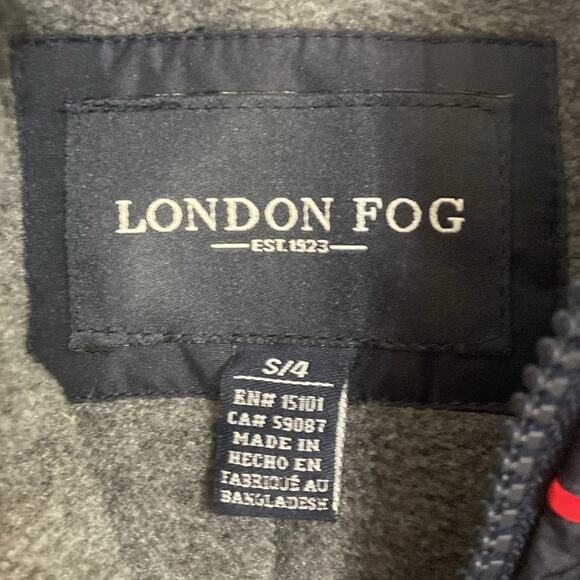 LONDON FOG
EST.1923
S/4
RN# 15101
CA# 59087
MADE IN
HECHO EN
FABRIQUÉ AU
BANGLADESH